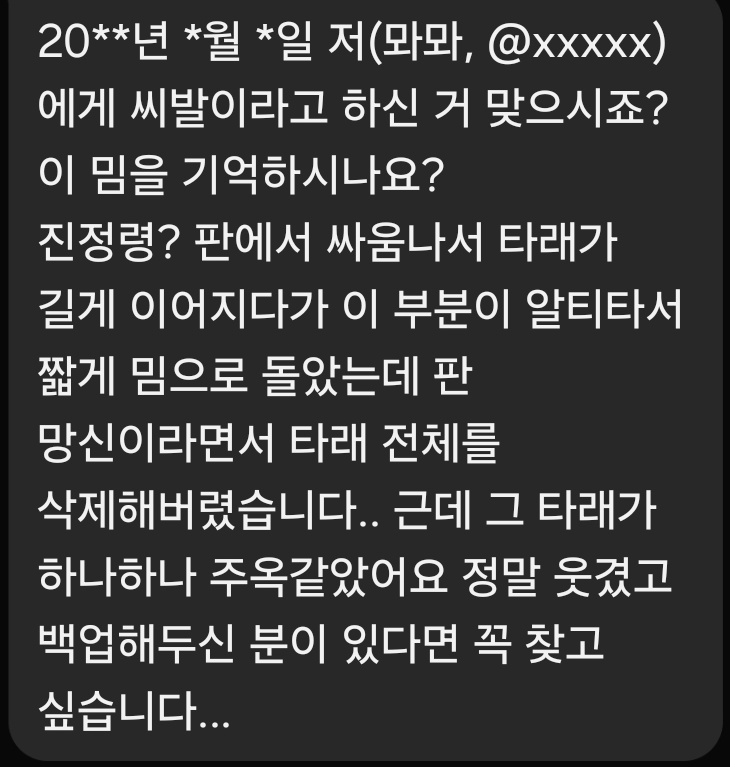 20**년 *월 *일 저(뫄뫄, @xxxxx)
에게 씨발이라고 하신 거 맞으시죠?
이 밈을 기억하시나요?
진정령? 판에서 싸움나서 타래가
길게 이어지다가 이 부분이 알티타서
짧게 밈으로 돌았는데 판
망신이라면서 타래 전체를
삭제해버렸습니다.. 근데 그 타래가
하나하나 주옥같았어요 정말 웃겼고
백업해두신 분이 있다면 꼭 찾고
싶습니다...